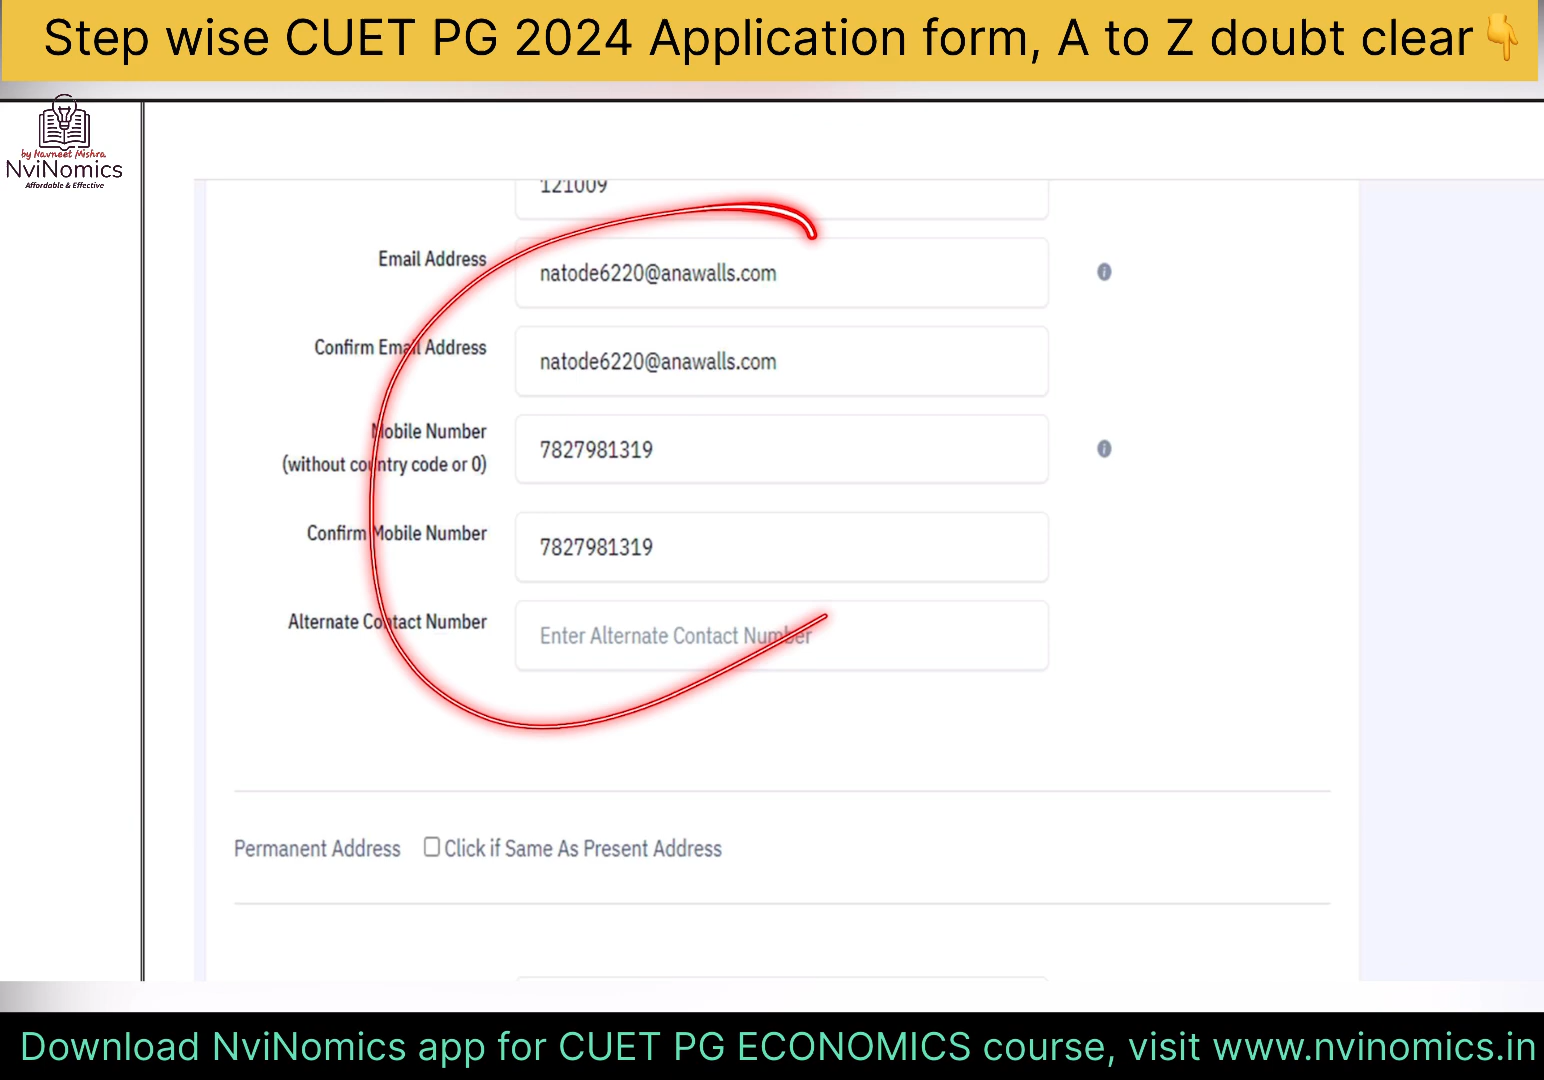 Step wise CUET PG 2024 Application form, A to Z doubt clear👇
by Navneet Mishra
NviNomics
Affordable & Effective
121009
Email Address
natode6220@anawalls.com
Confirm Email Address
natode6220@anawalls.com
Mobile Number
(without country code or 0)
7827981319
Confirm Mobile Number
7827981319
Alternate Contact Number
Enter Alternate Contact Number
Permanent Address Click if Same As Present Address
Download NviNomics app for CUET PG ECONOMICS course, visit www.nvinomics.in